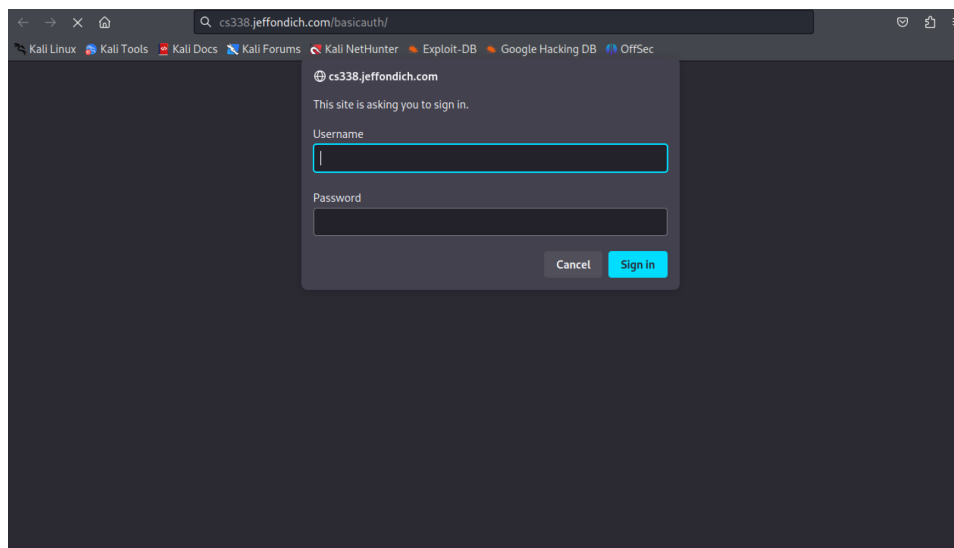 cs338.jeffondich.com/basicauth/
Kali Linux Kali Tools Kali Docs Kali Forums Kali NetHunter Exploit-DB Google Hacking DB OffSec
cs338.jeffondich.com
This site is asking you to sign in.
Username
Password
Cancel Sign in